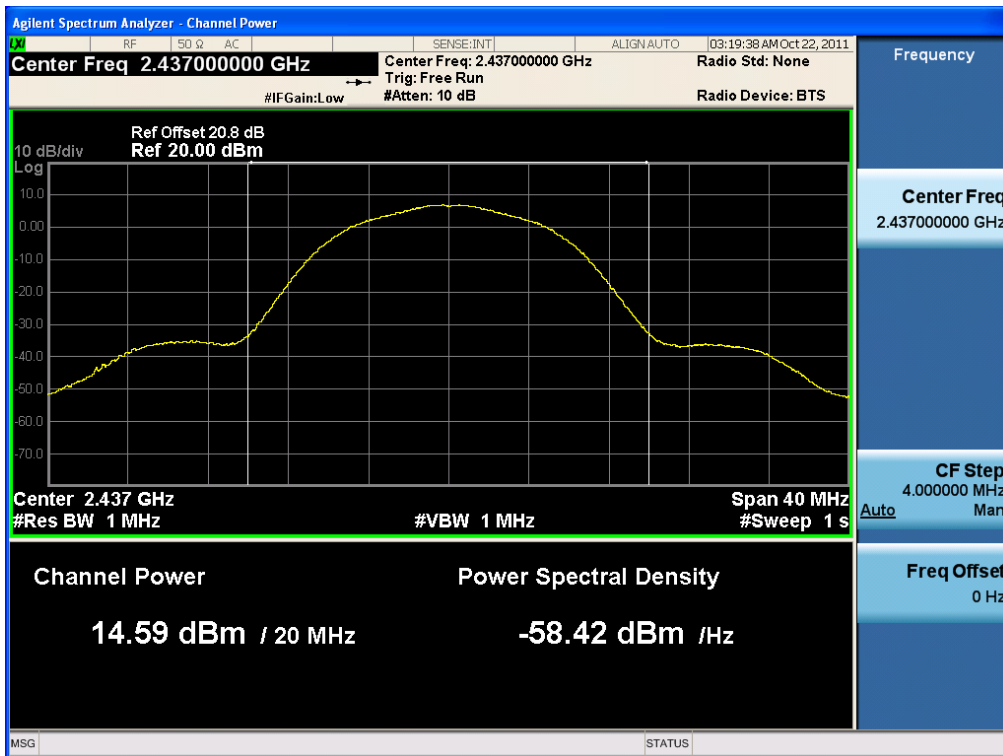 Agilent Spectrum Analyzer - Channel Power
LXI RF 50 Ω AC SENSE:INT ALIGN AUTO 03:19:38 AM Oct 22, 2011
Center Freq 2.437000000 GHz
#IFGain:Low
Center Freq: 2.437000000 GHz
Trig: Free Run
#Atten: 10 dB
Radio Std: None
Radio Device: BTS
Ref Offset 20.8 dB
10 dB/div Ref 20.00 dBm
Log
10.0
0.00
-10.0
-20.0
-30.0
-40.0
-50.0
-60.0
-70.0
Center 2.437 GHz Span 40 MHz
#Res BW 1 MHz #VBW 1 MHz #Sweep 1 s
Channel Power Power Spectral Density
14.59 dBm / 20 MHz -58.42 dBm /Hz
MSG STATUS
Frequency
Center Freq
2.437000000 GHz
CF Step
4.000000 MHz
Auto Man
Freq Offset
0 Hz